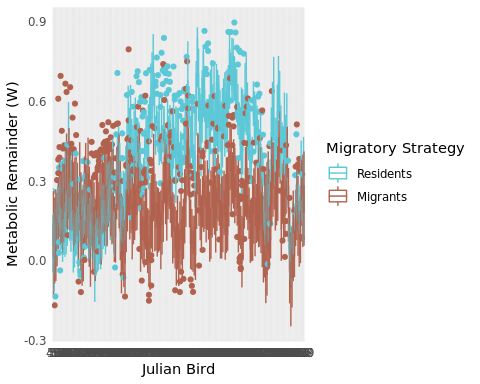 0.9
0.6
0.3
0.0
-0.3
Metabolic Remainder (W)
Julian Bird
Migratory Strategy
Residents
Migrants